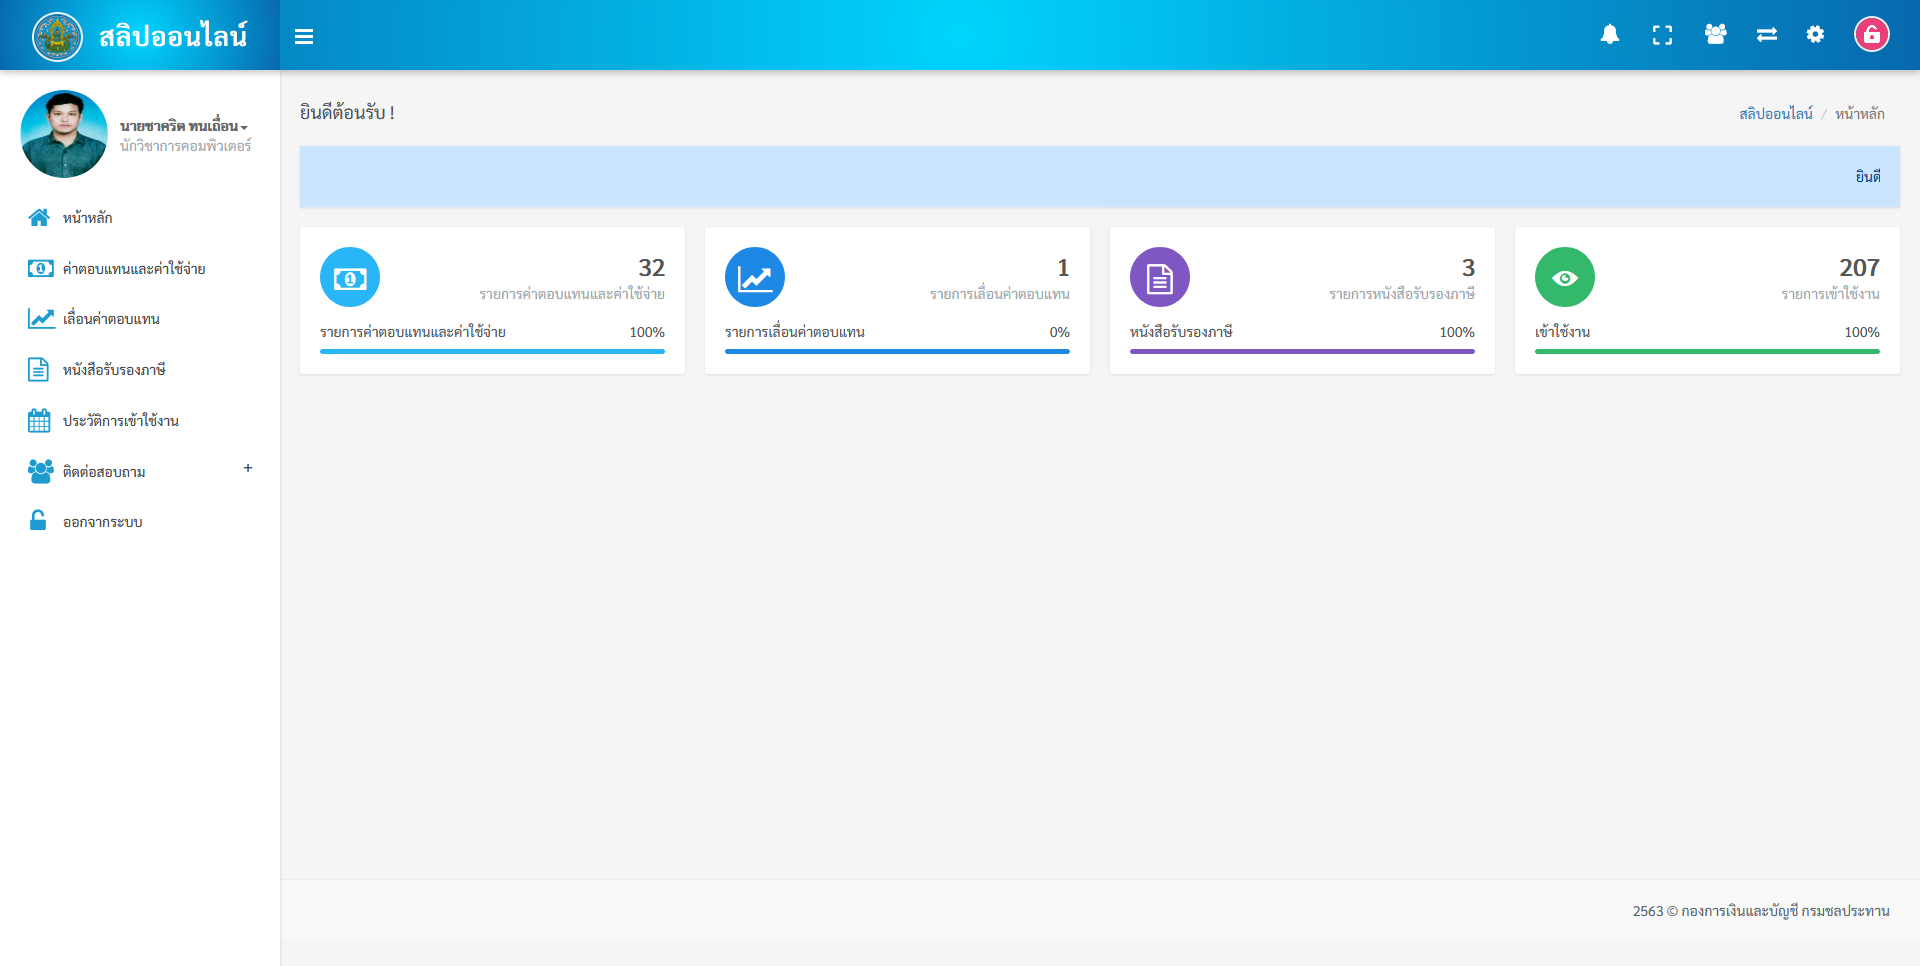 สลิปออนไลน์
นายชาคริต ทนเถื่อน
นักวิชาการคอมพิวเตอร์
หน้าหลัก
ค่าตอบแทนและค่าใช้จ่าย
เลื่อนค่าตอบแทน
หนังสือรับรองภาษี
ประวัติการเข้าใช้งาน
ติดต่อสอบถาม +
ออกจากระบบ
ยินดีต้อนรับ !
สลิปออนไลน์ / หน้าหลัก
ยินดี
32
รายการค่าตอบแทนและค่าใช้จ่าย
รายการค่าตอบแทนและค่าใช้จ่าย 100%
1
รายการเลื่อนค่าตอบแทน
รายการเลื่อนค่าตอบแทน 0%
3
รายการหนังสือรับรองภาษี
หนังสือรับรองภาษี 100%
207
รายการเข้าใช้งาน
เข้าใช้งาน 100%
2563 © กองการเงินและบัญชี กรมชลประทาน